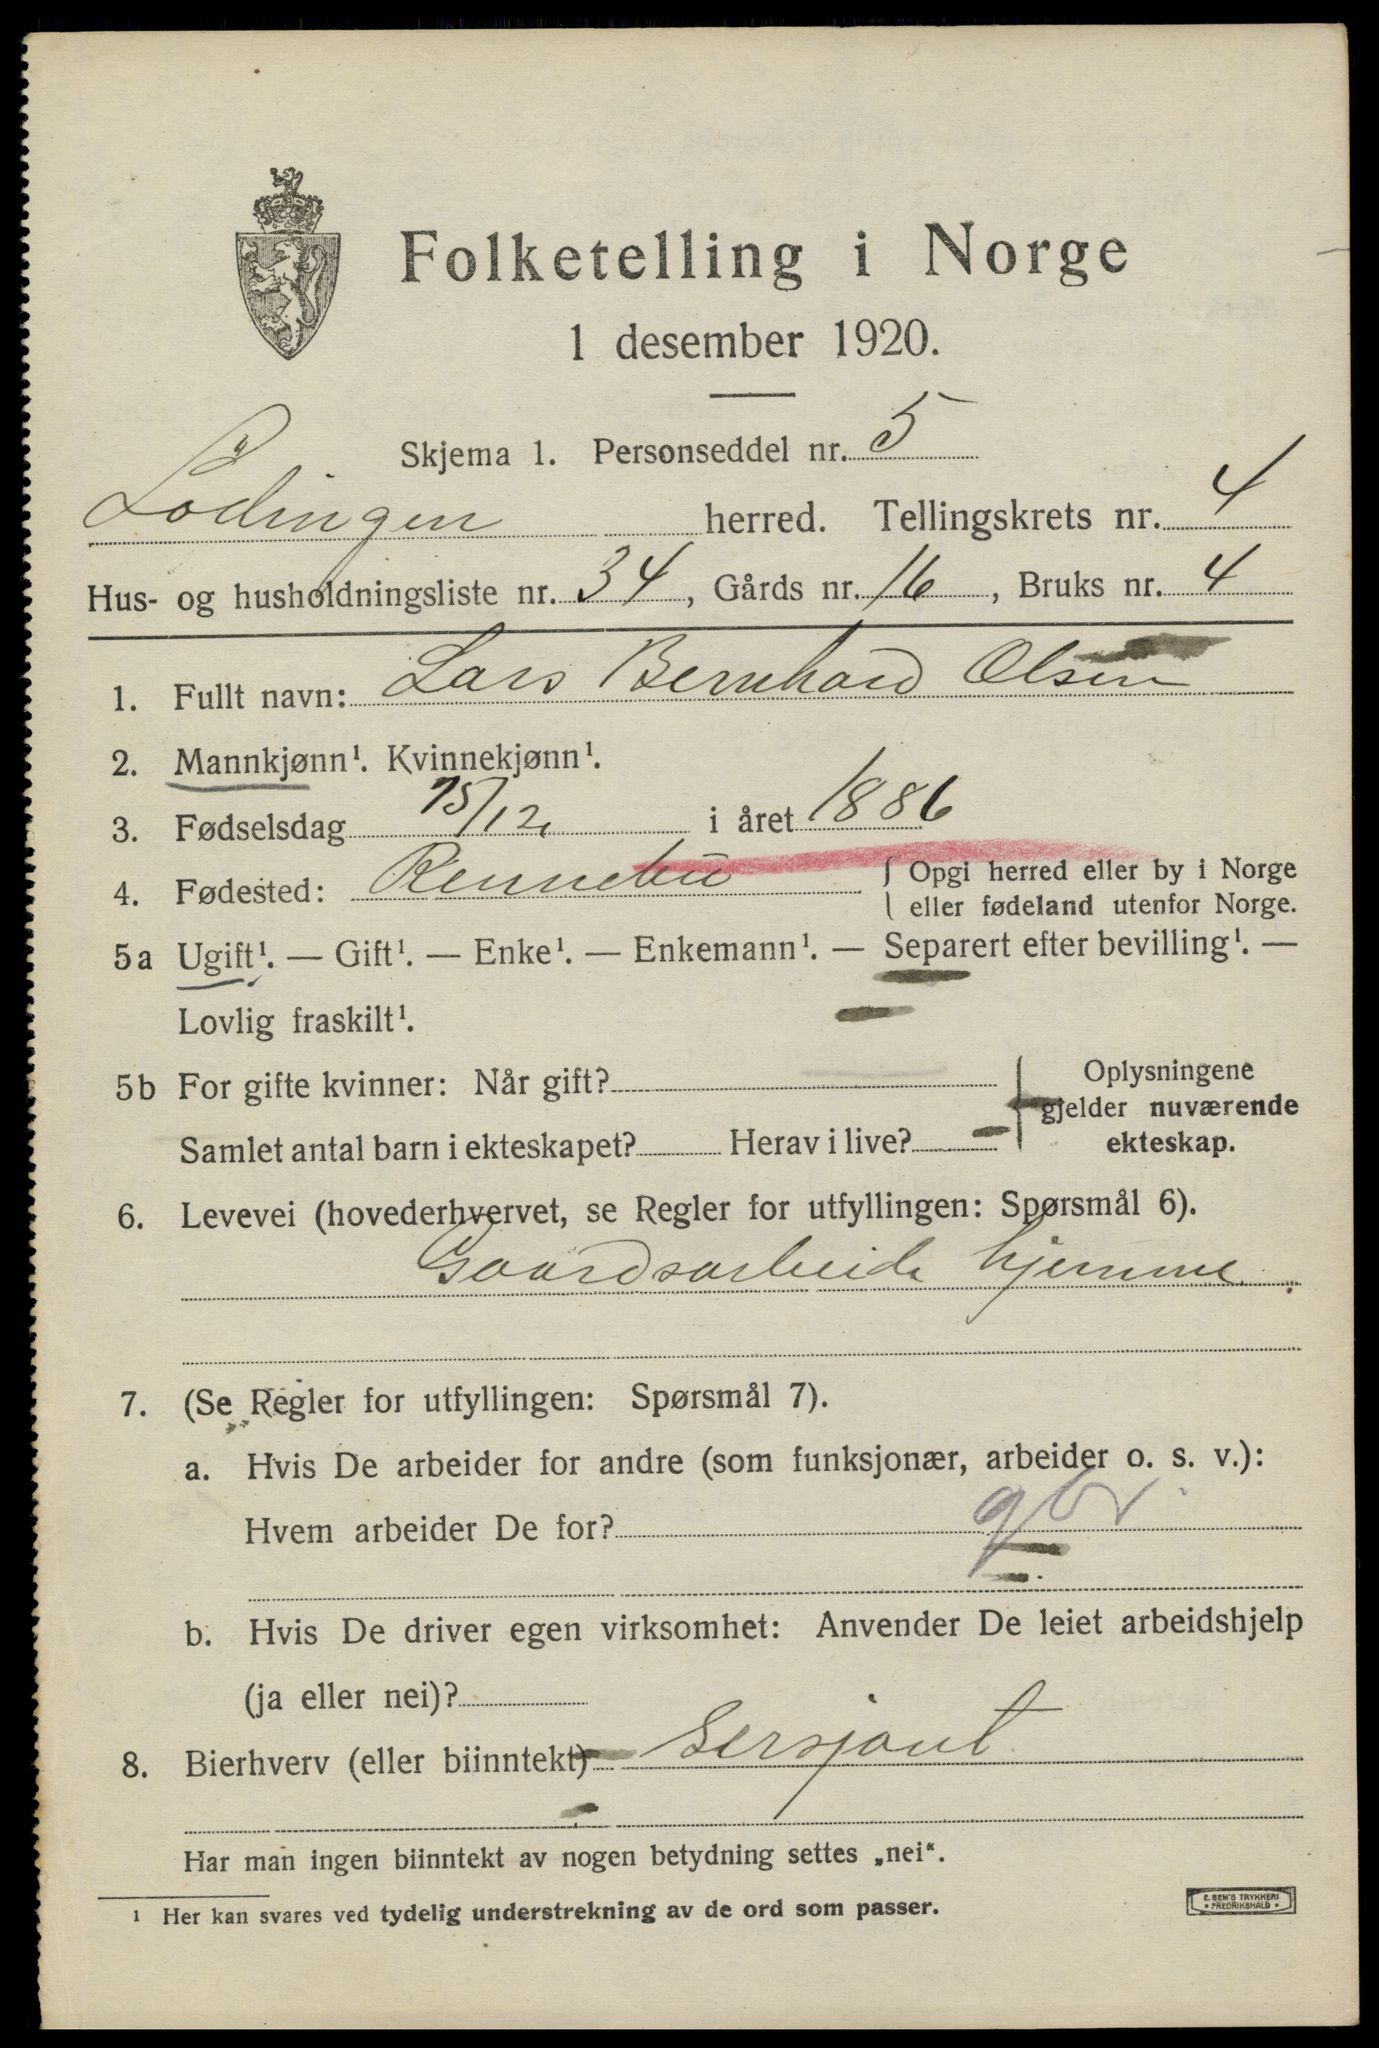 Folketelling i Norge
1 desember 1920.
Skjema 1. Personseddel nr. 5
Lødingen herred. Tellingskrets nr. 4
Hus- og husholdningsliste nr. 34, Gårds nr. 16, Bruks nr. 4
1. Fullt navn: Lars Bernhard Olsen
2. Mannkjønn¹. Kvinnekjønn¹.
3. Fødselsdag 15/12 i året 1886
4. Fødested: Rennebu { Opgi herred eller by i Norge
eller fødeland utenfor Norge.
5a Ugift¹. — Gift¹. — Enke¹. — Enkemann¹. — Separert efter bevilling¹. —
Lovlig fraskilt¹.
5b For gifte kvinner: Når gift?
Samlet antal barn i ekteskapet? Herav i live?
Oplysningene
gjelder nuværende
ekteskap.
6. Levevei (hovederhvervet, se Regler for utfyllingen: Spørsmål 6).
Gaardsarbeide hjemme.
7. (Se Regler for utfyllingen: Spørsmål 7).
a. Hvis De arbeider for andre (som funksjonær, arbeider o. s. v.):
Hvem arbeider De for?
b. Hvis De driver egen virksomhet: Anvender De leiet arbeidshjelp
(ja eller nei)?
8. Bierhverv (eller biinntekt) Sersjant
Har man ingen biinntekt av nogen betydning settes „nei“.
¹ Her kan svares ved tydelig understrekning av de ord som passer.
E. SEM'S TRYKKERI
* FREDRIKSHALD *